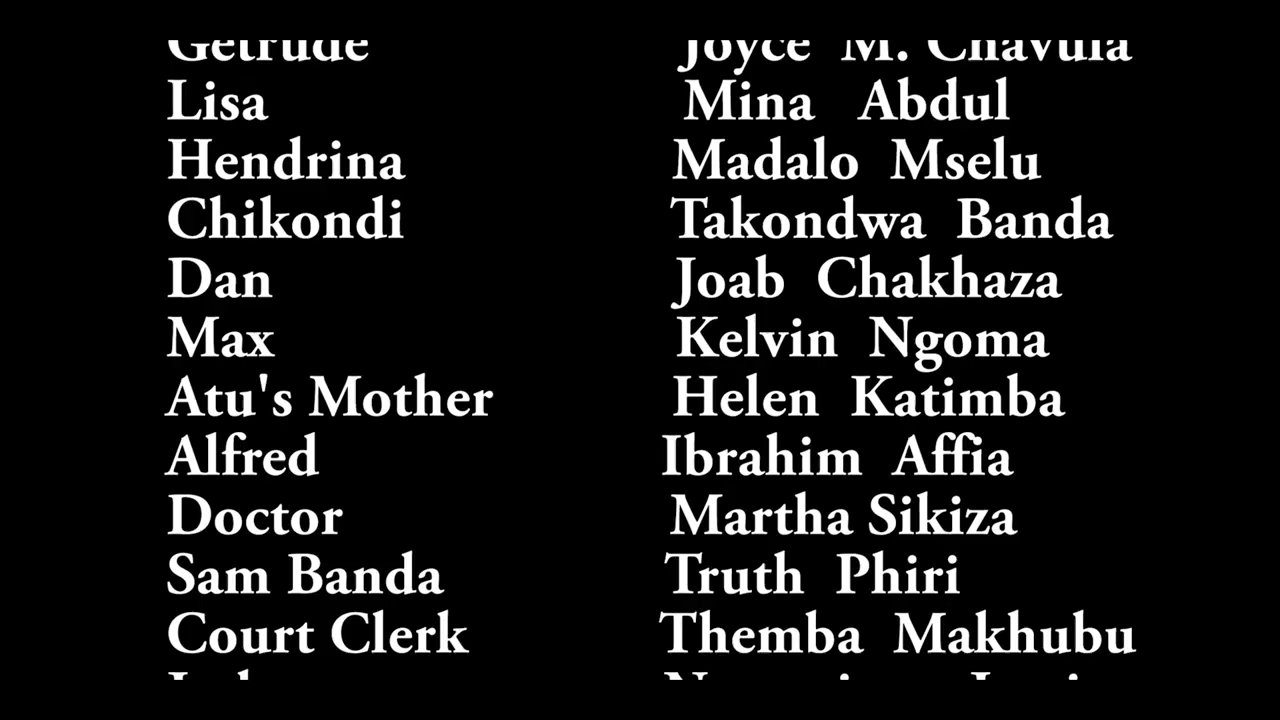 Getrude Joyce M. Chavula
Lisa Mina Abdul
Hendrina Madalo Mselu
Chikondi Takondwa Banda
Dan Joab Chakhaza
Max Kelvin Ngoma
Atu's Mother Helen Katimba
Alfred Ibrahim Affia
Doctor Martha Sikiza
Sam Banda Truth Phiri
Court Clerk Themba Makhubu